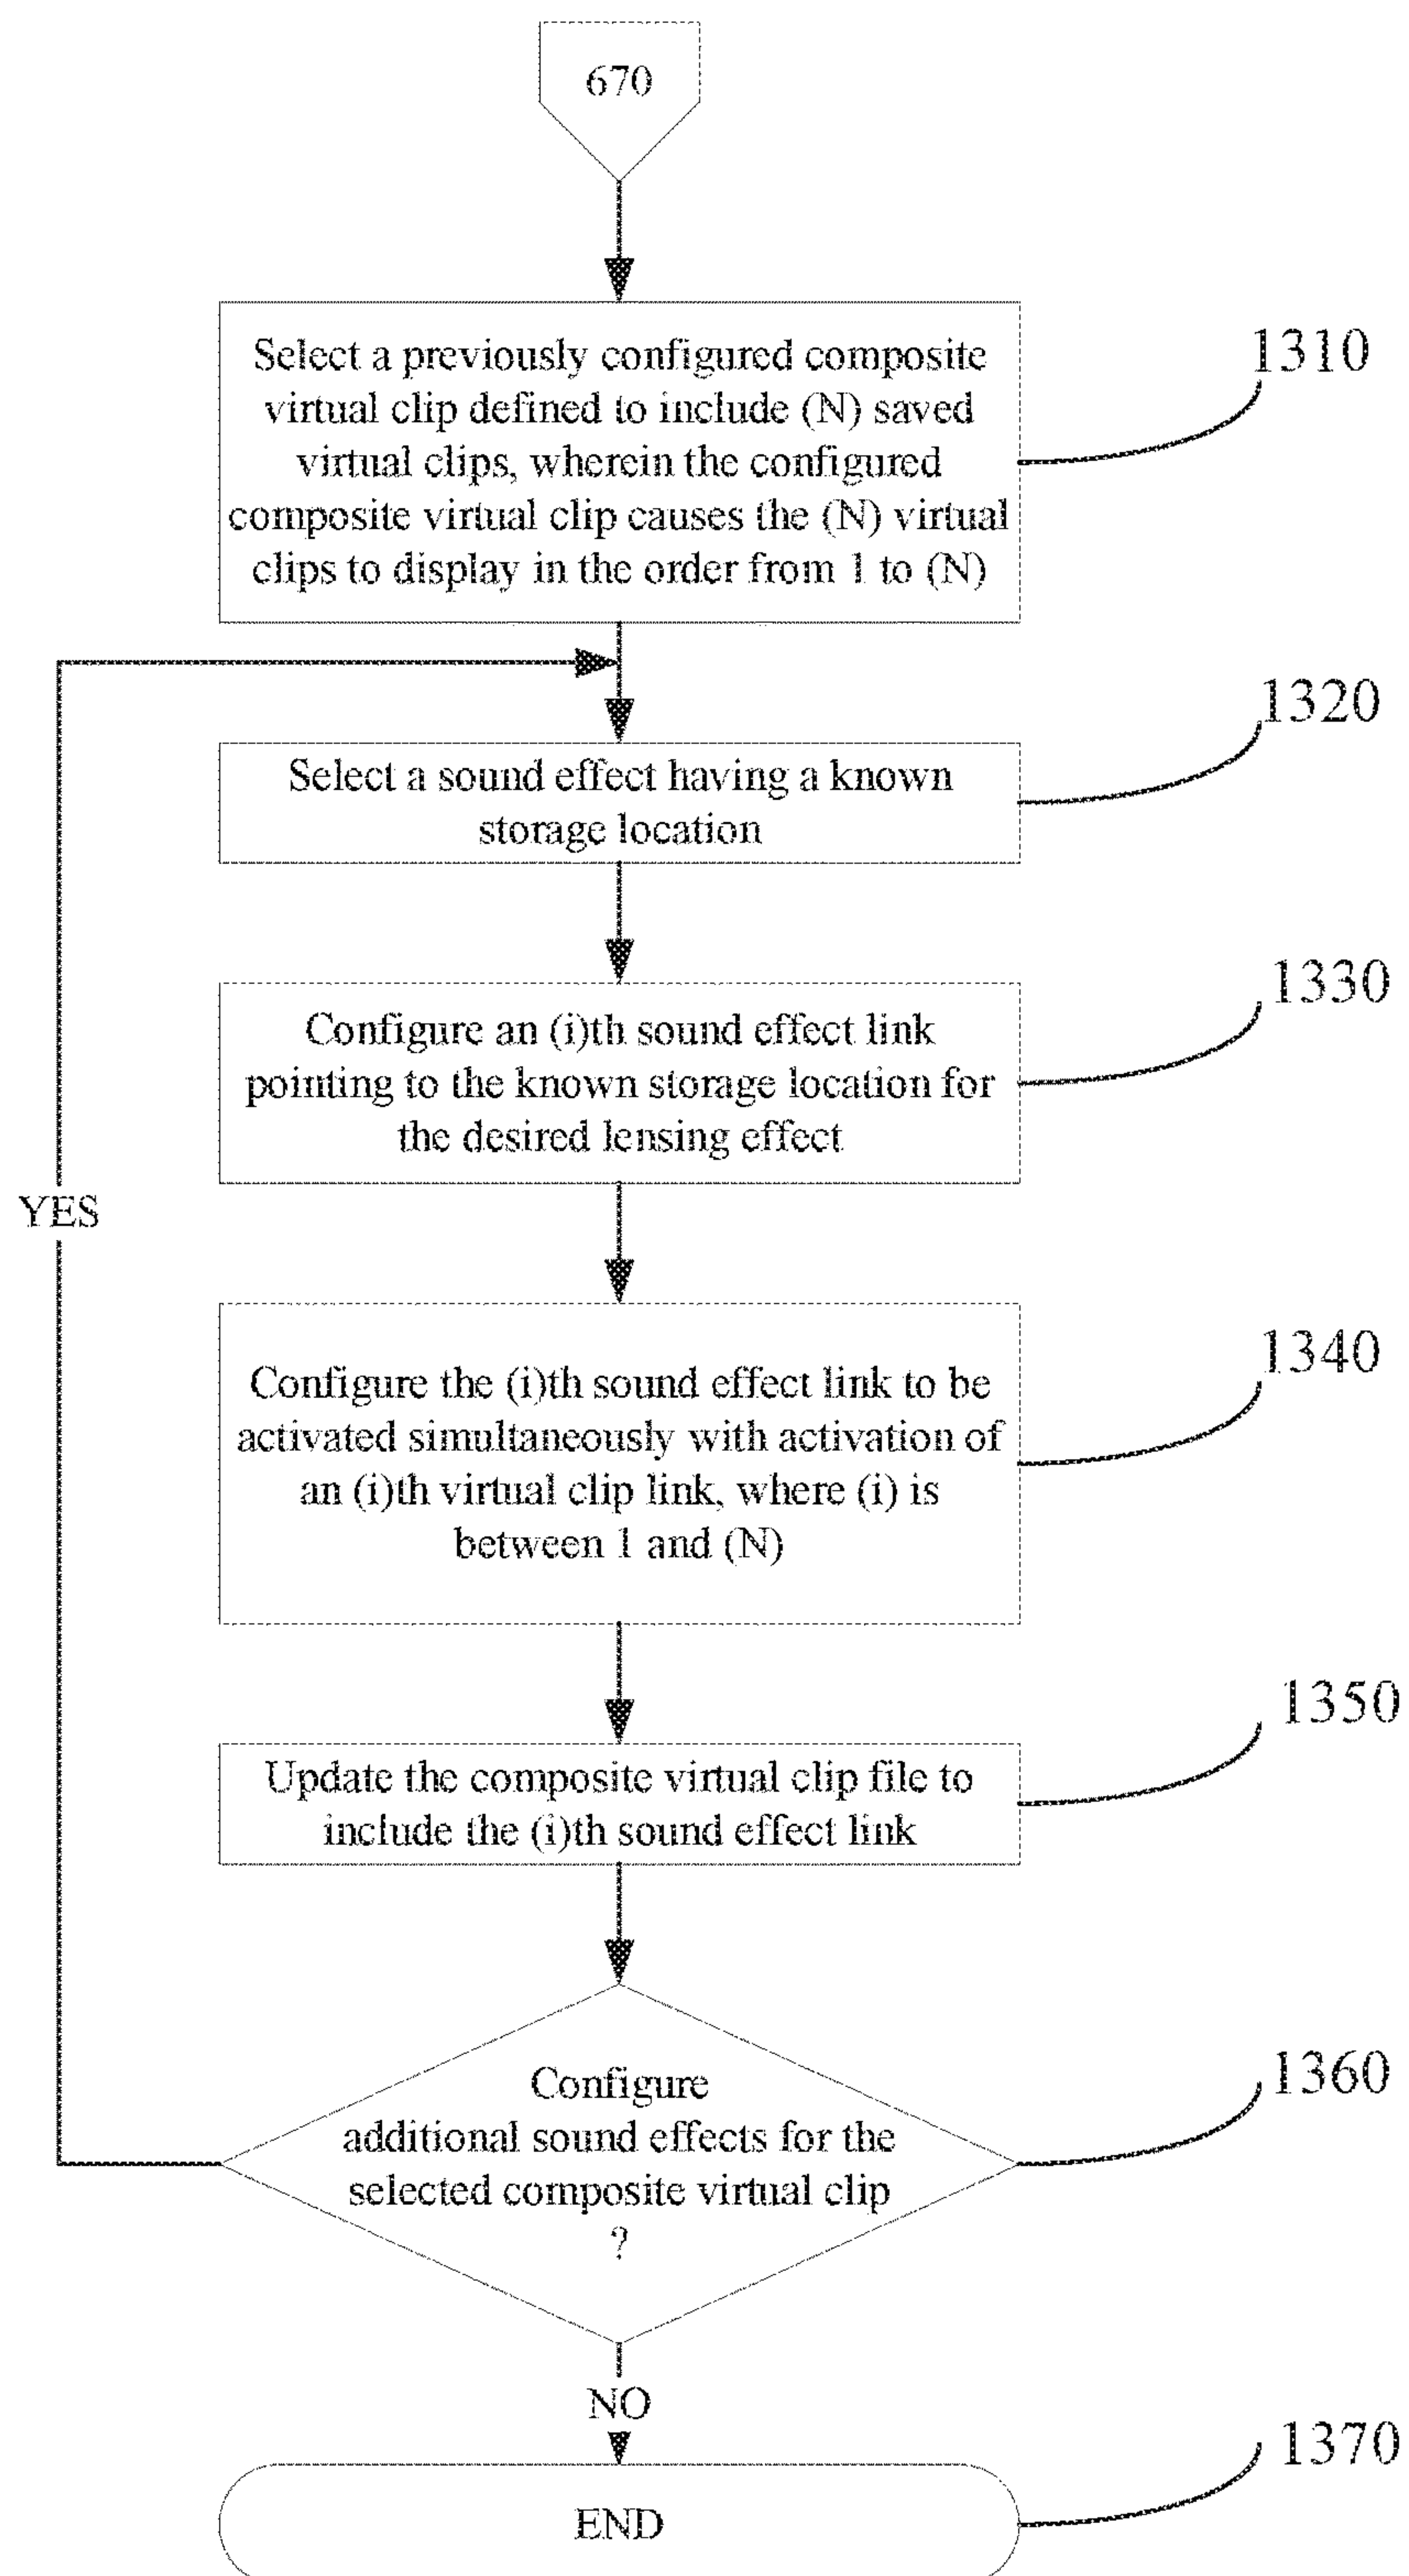 670
Select a previously configured composite
virtual clip defined to include (N) saved
virtual clips, wherein the configured
composite virtual clip causes the (N) virtual
clips to display in the order from 1 to (N)
1310
Select a sound effect having a known
storage location
1320
Configure an (i)th sound effect link
pointing to the known storage location for
the desired lensing effect
1330
YES
Configure the (i)th sound effect link to be
activated simultaneously with activation of
an (i)th virtual clip link, where (i) is
between 1 and (N)
1340
Update the composite virtual clip file to
include the (i)th sound effect link
1350
Configure
additional sound effects for the
selected composite virtual clip
?
1360
NO
END
1370